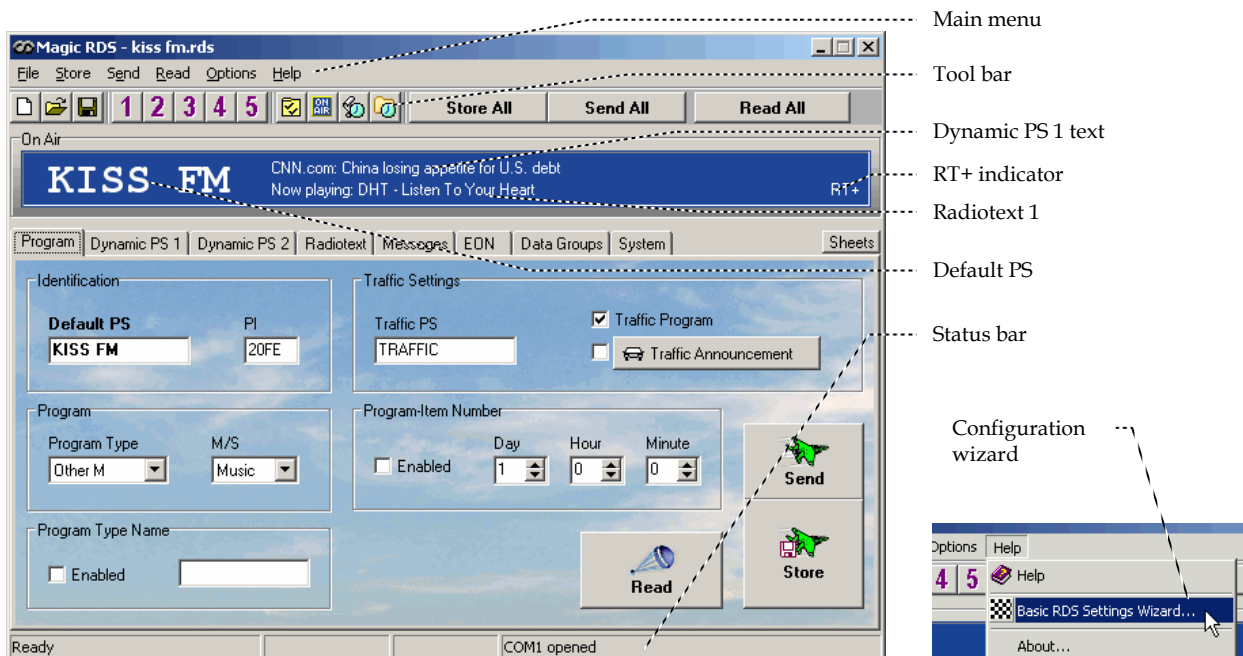 Main menu
Magic RDS - kiss fm.rds
File Store Send Read Options Help
Tool bar
1 2 3 4 5 ON AIR Store All Send All Read All
On Air
Dynamic PS 1 text
KISS FM
CNN.com: China losing appetite for U.S. debt
Now playing: DHT - Listen To Your Heart
RT+
RT+ indicator
Radiotext 1
Program Dynamic PS 1 Dynamic PS 2 Radiotext Messages EON Data Groups System Sheets
Default PS
Identification
Traffic Settings
Default PS PI
KISS FM 20FE
Traffic PS
TRAFFIC
Traffic Program
Traffic Announcement
Status bar
Program
Program Type M/S
Other M Music
Program-Item Number
Day Hour Minute
Enabled 1 0 0
Send
Configuration
wizard
Program Type Name
Enabled
Read
Store
Options Help
4 5 Help
Basic RDS Settings Wizard...
About...
Ready COM1 opened